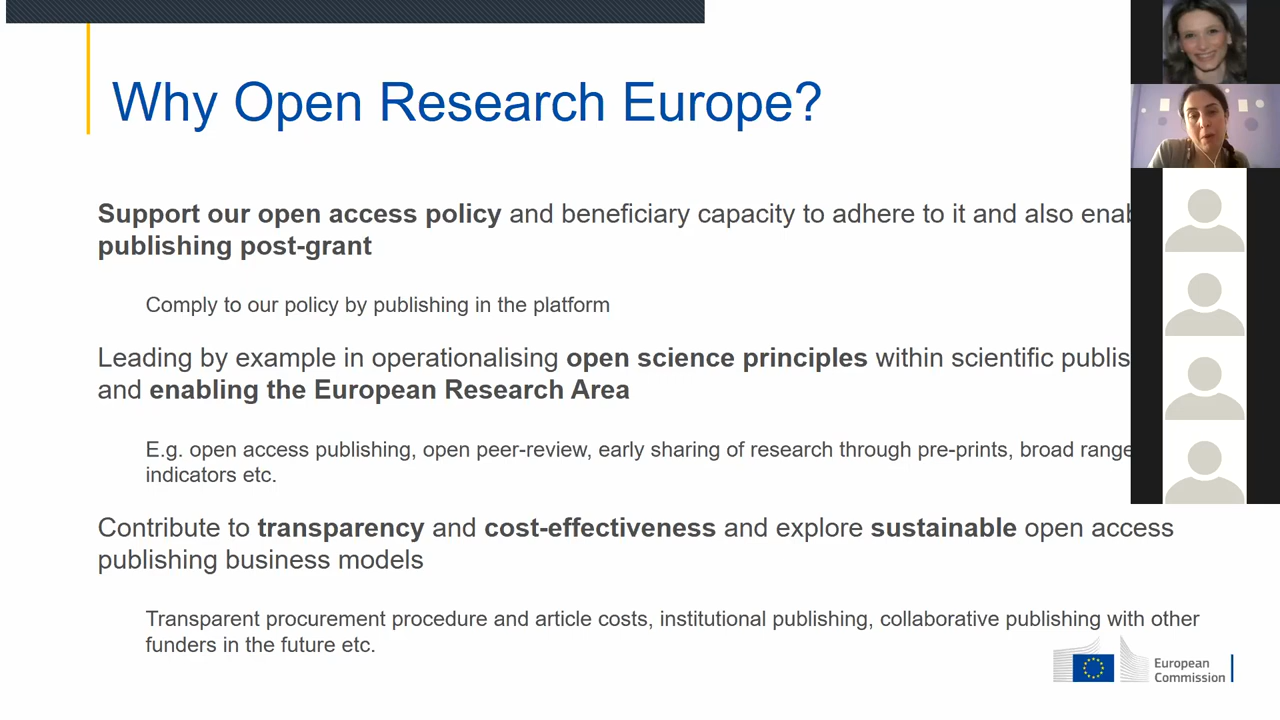 Why Open Research Europe?
Support our open access policy and beneficiary capacity to adhere to it and also
publishing post-grant
Comply to our policy by publishing in the platform
Leading by example in operationalising open science principles within scientific
and enabling the European Research Area
E.g. open access publishing, open peer-review, early sharing of research through pre-prints, broad range
indicators etc.
Contribute to transparency and cost-effectiveness and explore sustainable open access
publishing business models
Transparent procurement procedure and article costs, institutional publishing, collaborative publishing with other
funders in the future etc.
European
Commission